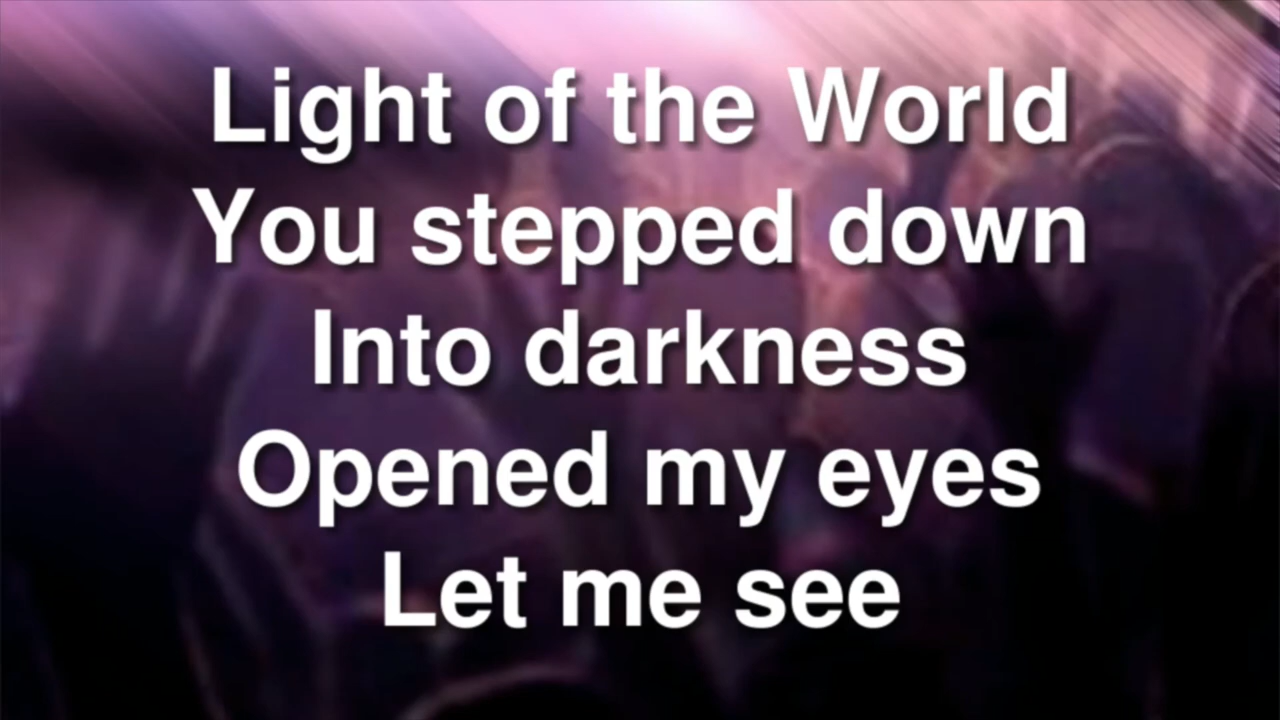 Light of the World
You stepped down
Into darkness
Opened my eyes
Let me see